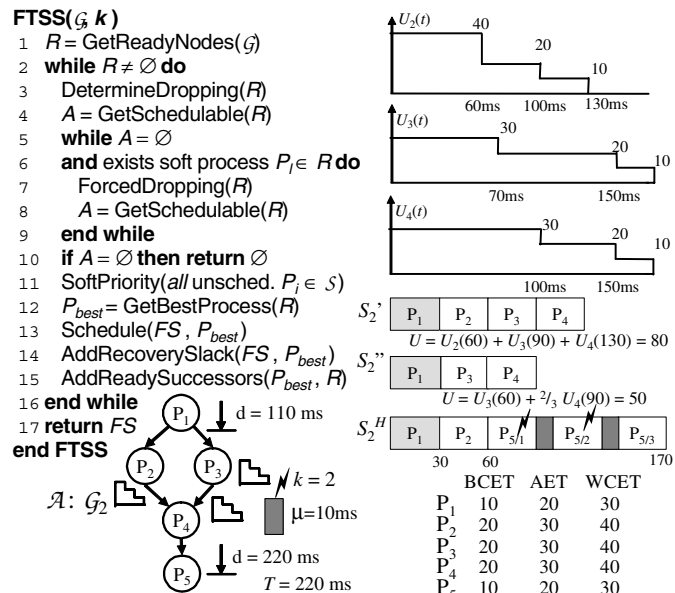 FTSS(G, k)
1 R = GetReadyNodes(G)
2 while R ≠ ∅ do
3 DetermineDropping(R)
4 A = GetSchedulable(R)
5 while A = ∅
6 and exists soft process Pl ∈ R do
7 ForcedDropping(R)
8 A = GetSchedulable(R)
9 end while
10 if A = ∅ then return ∅
11 SoftPriority(all unsched. Pi ∈ S)
12 Pbest = GetBestProcess(R)
13 Schedule(FS , Pbest)
14 AddRecoverySlack(FS , Pbest)
15 AddReadySuccessors(Pbest, R)
16 end while
17 return FS
end FTSS
P1
d = 110 ms
P2
P3
k = 2
μ=10ms
A: G2
P4
P5
d = 220 ms
T = 220 ms
U2(t)
40
20
10
60ms 100ms 130ms
U3(t)
30
20
10
70ms 150ms
U4(t)
30
20
10
100ms 150ms
S2' P1 P2 P3 P4
U = U2(60) + U3(90) + U4(130) = 80
S2'' P1 P3 P4
U = U3(60) + 2/3 U4(90) = 50
S2H P1 P2 P5/1 P5/2 P5/3
30 60 170
BCET AET WCET
P1 10 20 30
P2 20 30 40
P3 20 30 40
P4 20 30 40
P5 10 20 30